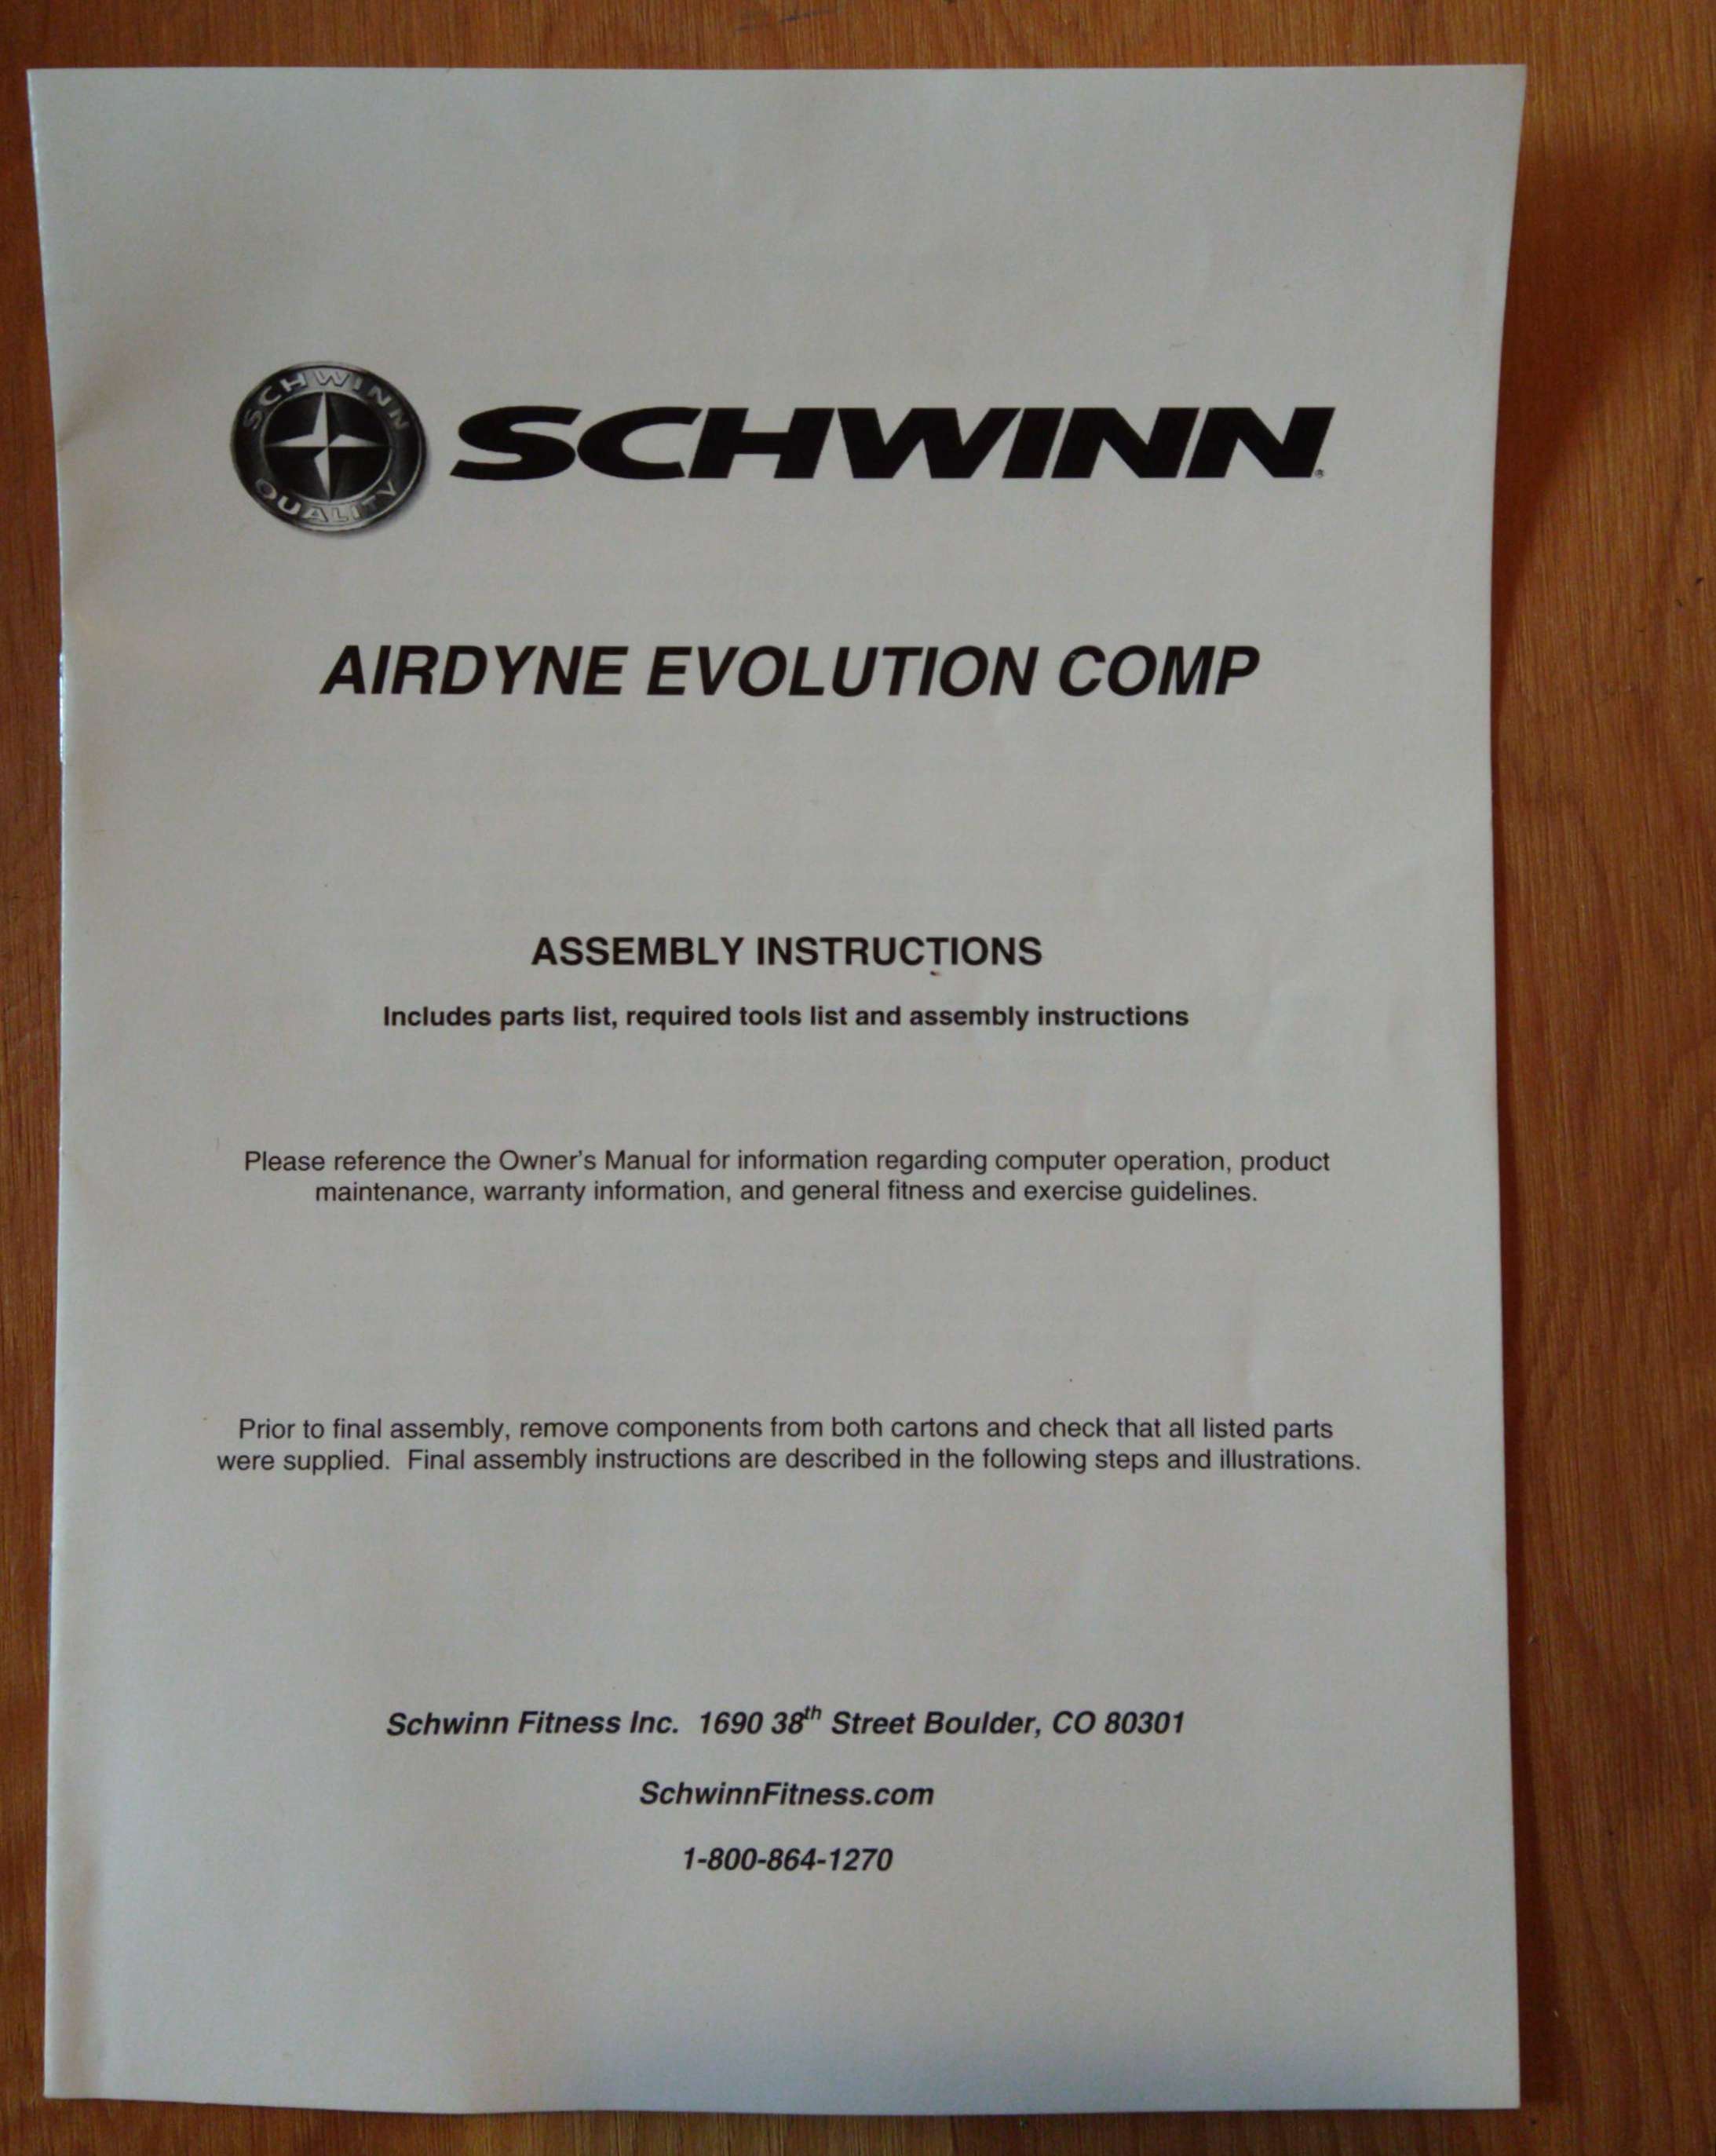 SCHWINN
QUALITY
SCHWINN®
AIRDYNE EVOLUTION COMP
ASSEMBLY INSTRUCTIONS
Includes parts list, required tools list and assembly instructions
Please reference the Owner's Manual for information regarding computer operation, product
maintenance, warranty information, and general fitness and exercise guidelines.
Prior to final assembly, remove components from both cartons and check that all listed parts
were supplied.  Final assembly instructions are described in the following steps and illustrations.
Schwinn Fitness Inc.  1690 38th Street Boulder, CO 80301
SchwinnFitness.com
1-800-864-1270